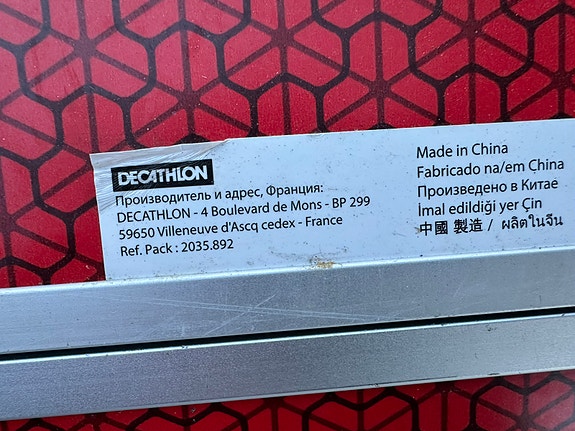 DECATHLON
Производитель и адрес, Франция:
DECATHLON - 4 Boulevard de Mons - BP 299
59650 Villeneuve d'Ascq cedex - France
Ref. Pack : 2035.892
Made in China
Fabricado na/em China
Произведено в Китае
İmal edildiği yer Çin
中國 製造 / ผลิตในจีน